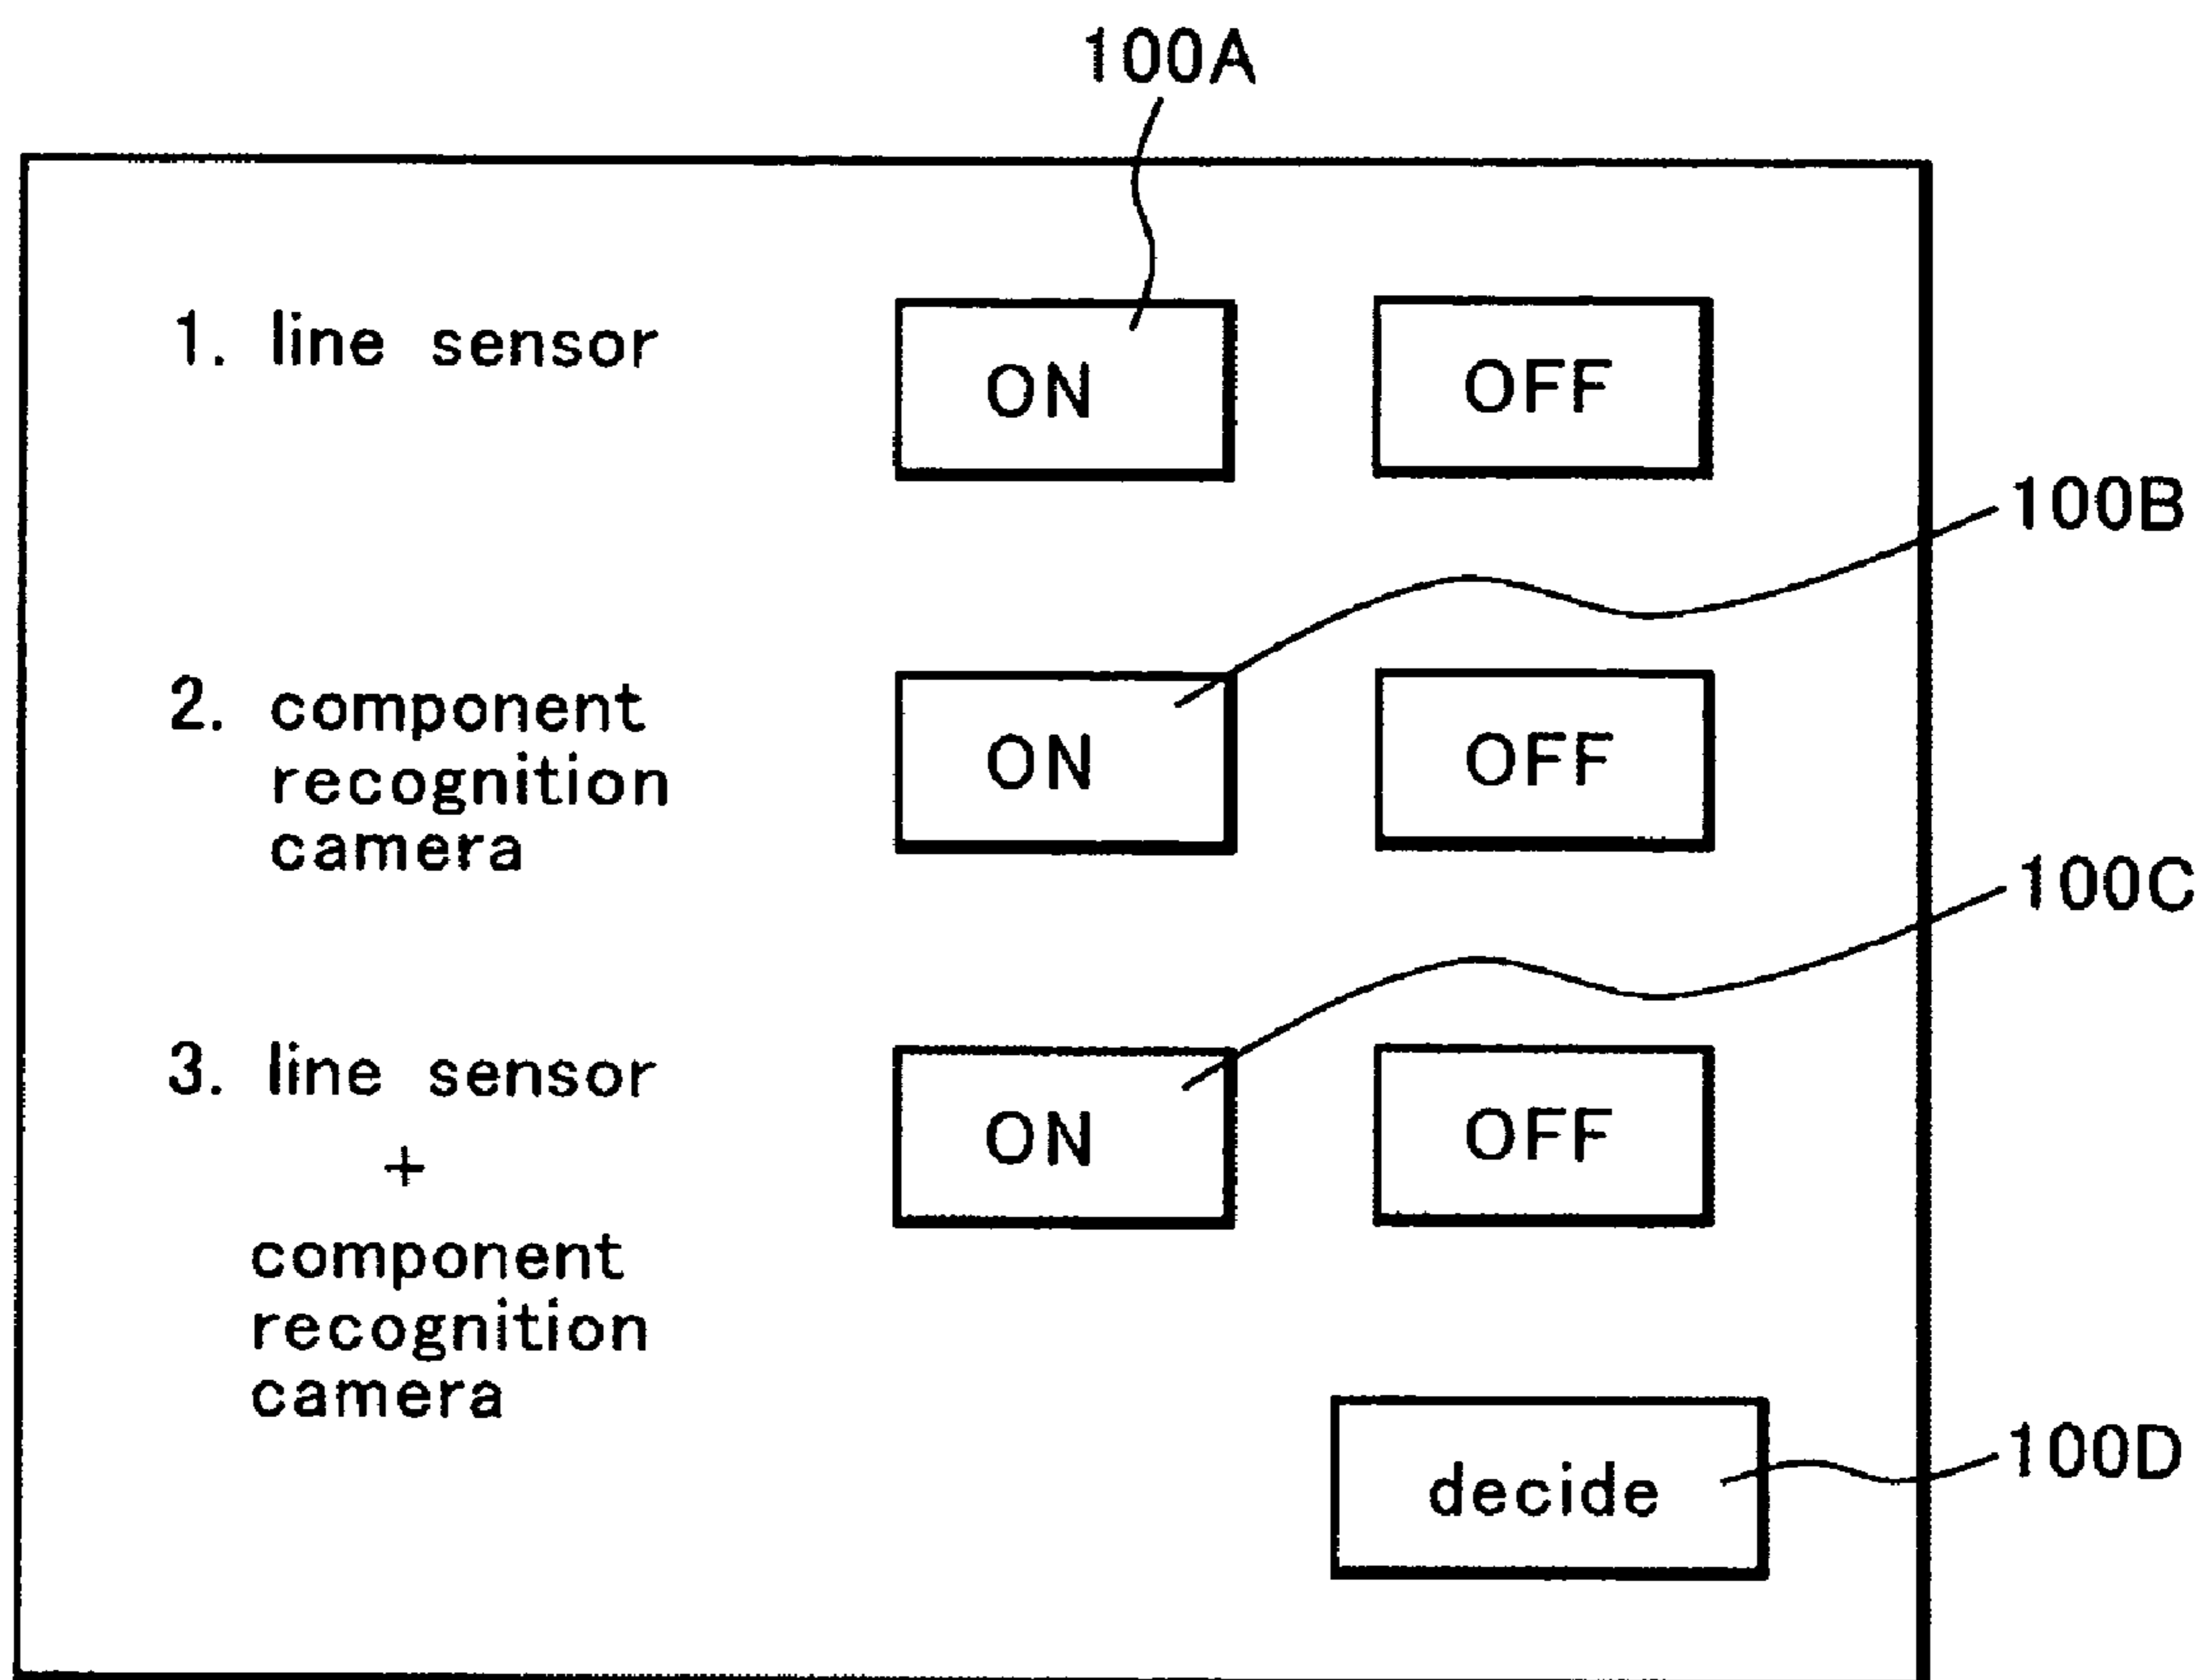 100A
1. line sensor
ON OFF
100B
2. component
recognition
camera
ON OFF
100C
3. line sensor
+
component
recognition
camera
ON OFF
decide
100D